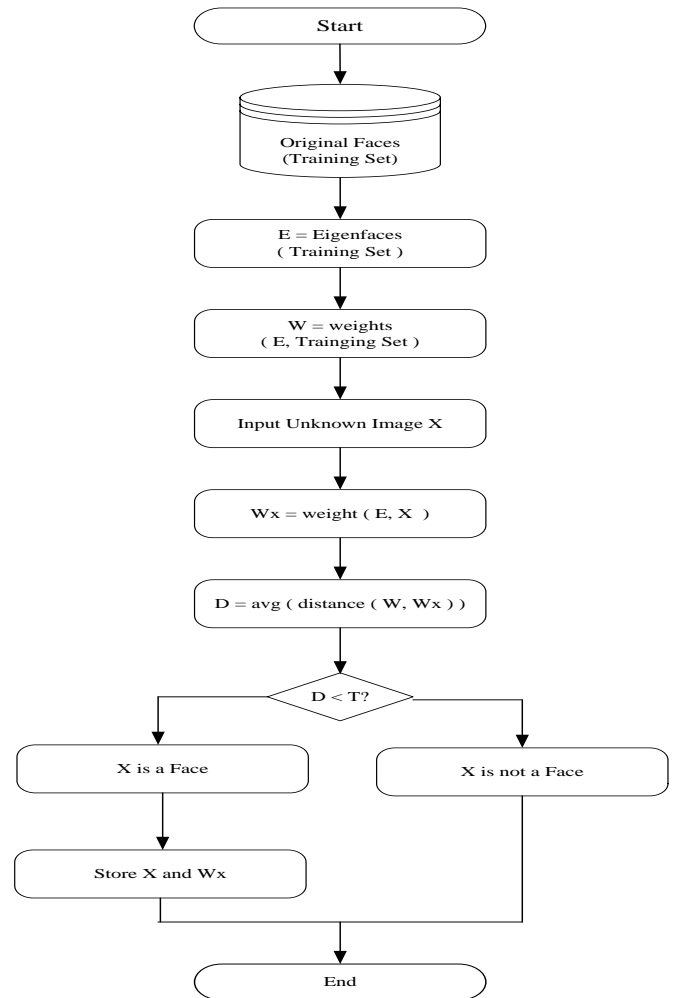 Start
Original Faces
(Training Set)
E = Eigenfaces
( Training Set )
W = weights
( E, Trainging Set )
Input Unknown Image X
Wx = weight ( E, X )
D = avg ( distance ( W, Wx ) )
D < T?
X is a Face
X is not a Face
Store X and Wx
End